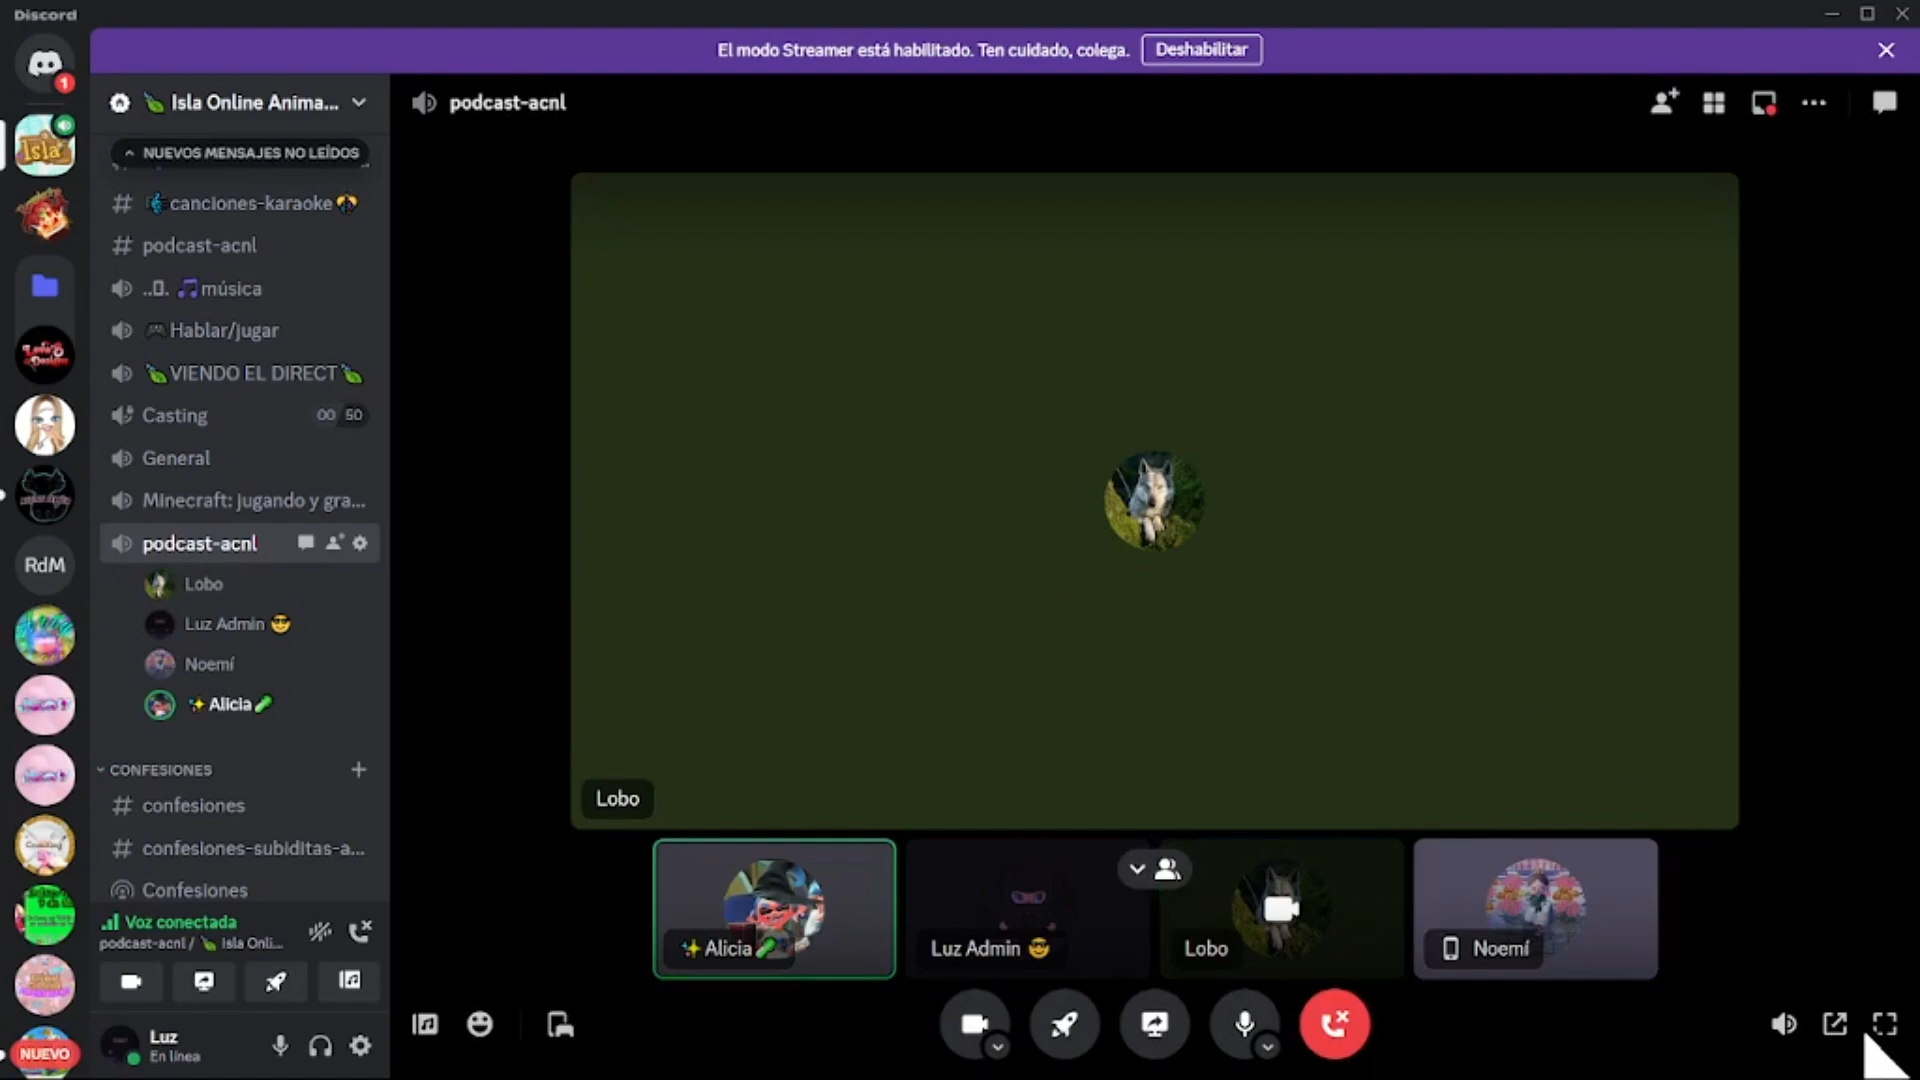 Discord
El modo Streamer está habilitado. Ten cuidado, colega.
Deshabilitar
Isla Online Anima...
podcast-acnl
NUEVOS MENSAJES NO LEÍDOS
canciones-karaoke
podcast-acnl
música
Hablar/jugar
VIENDO EL DIRECT
Casting 00 50
General
Minecraft: jugando y gra...
podcast-acnl
Lobo
Luz Admin 😎
Noemí
✨Alicia
CONFESIONES
confesiones
confesiones-subiditas-a...
Confesiones
Voz conectada
podcast-acnl / Isla Onli...
Luz
En línea
1
Isla
RdM
NUEVO
Lobo
✨Alicia
Luz Admin 😎
Lobo
Noemí